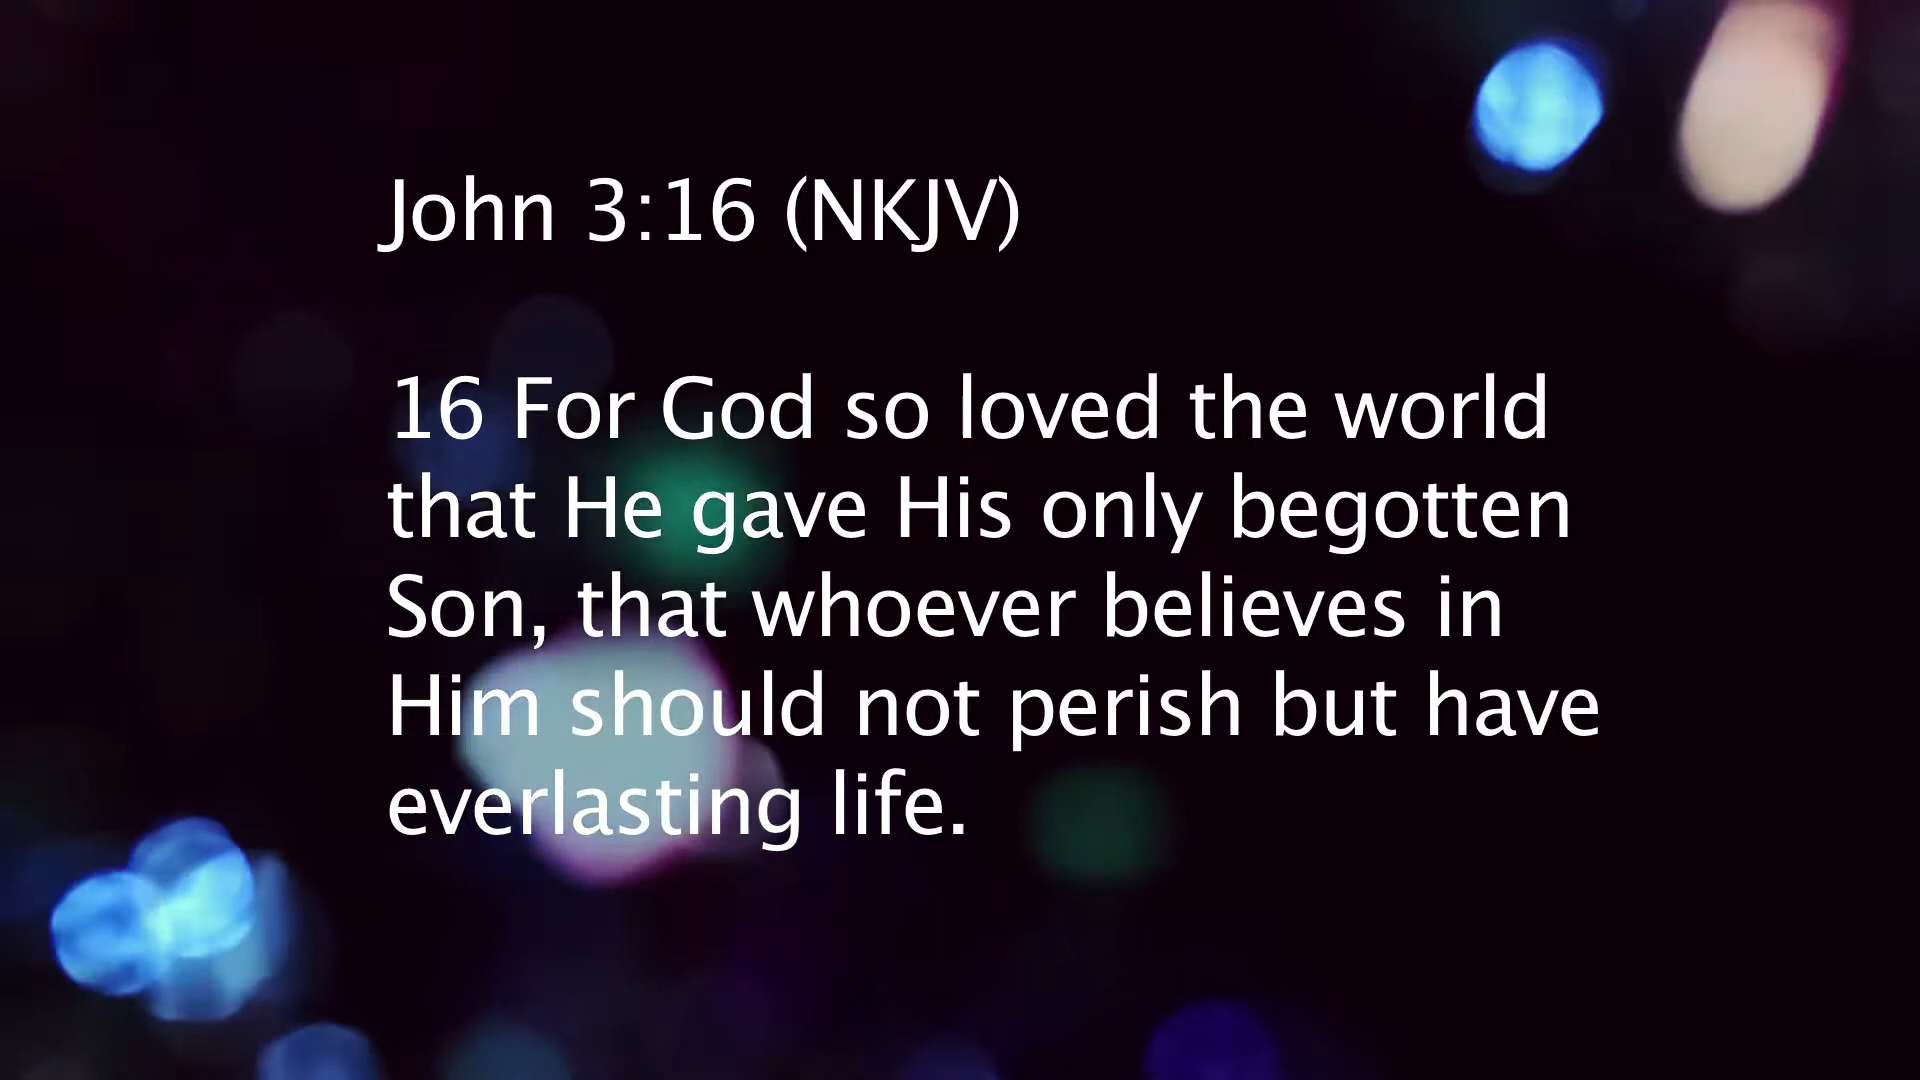 John 3:16 (NKJV)
16 For God so loved the world
that He gave His only begotten
Son, that whoever believes in
Him should not perish but have
everlasting life.